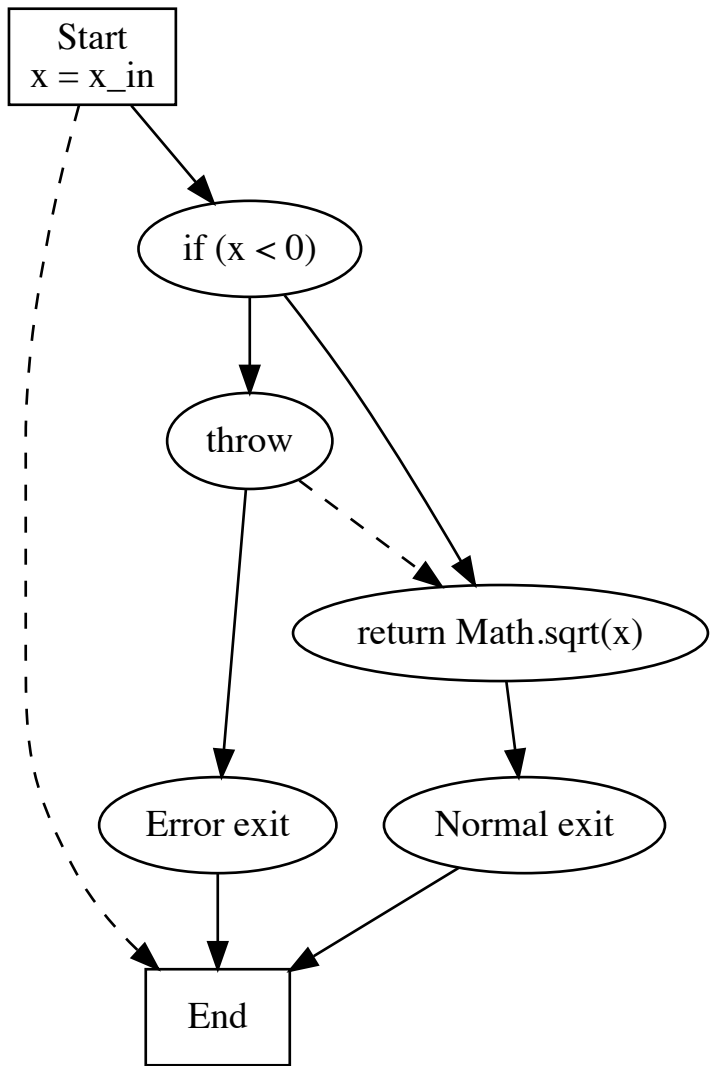 Start
x = x_in
if (x < 0)
throw
return Math.sqrt(x)
Error exit
Normal exit
End